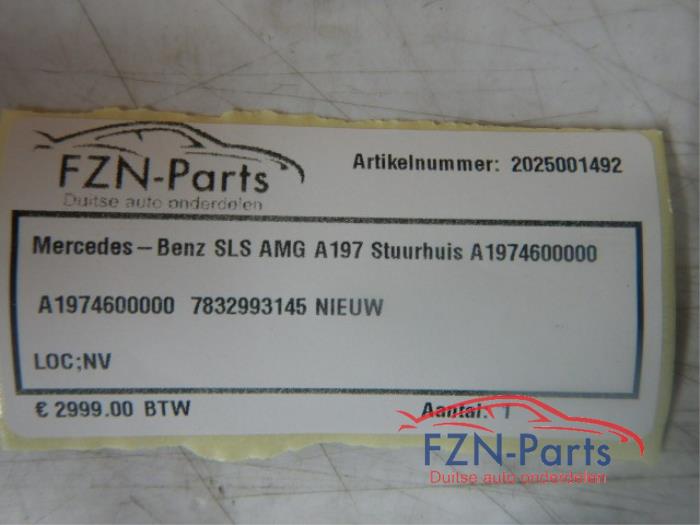 FZN-Parts
Duitse auto onderdelen
Artikelnummer: 2025001492
Mercedes-Benz SLS AMG A197 Stuurhuis A1974600000
A1974600000 7832993145 NIEUW
LOC;NV
€ 2999.00 BTW
Aantal: 1
FZN-Parts
Duitse auto onderdelen